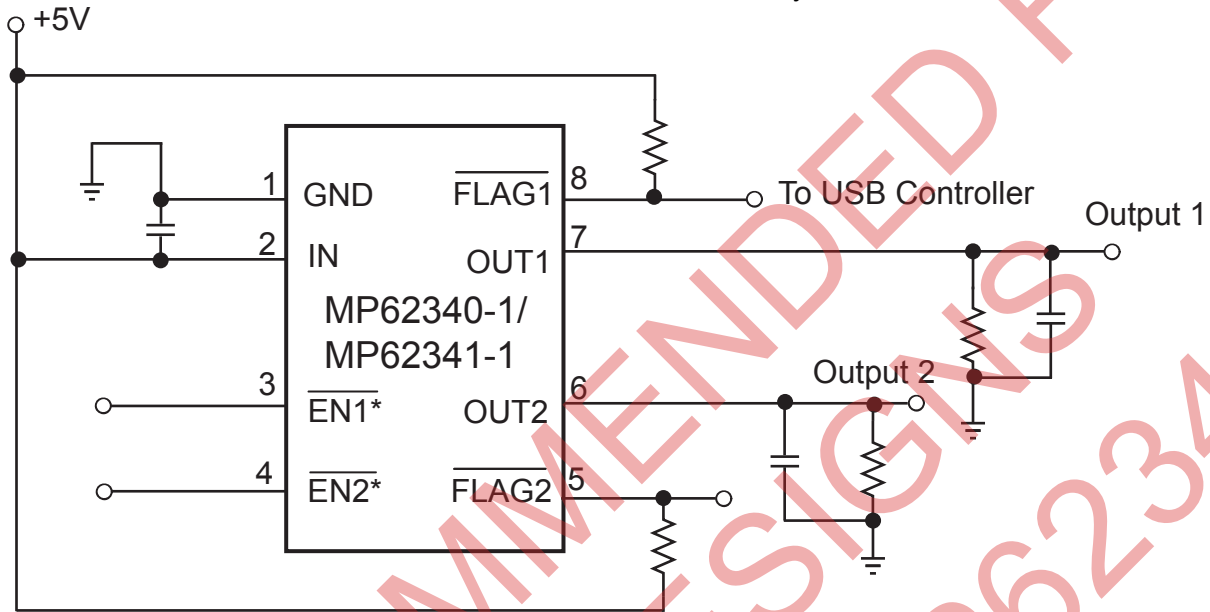 +5V
1
GND
FLAG1
8
To USB Controller
2
IN
OUT1
7
Output 1
MP62340-1/
MP62341-1
3
EN1*
OUT2
6
Output 2
4
EN2*
FLAG2
5